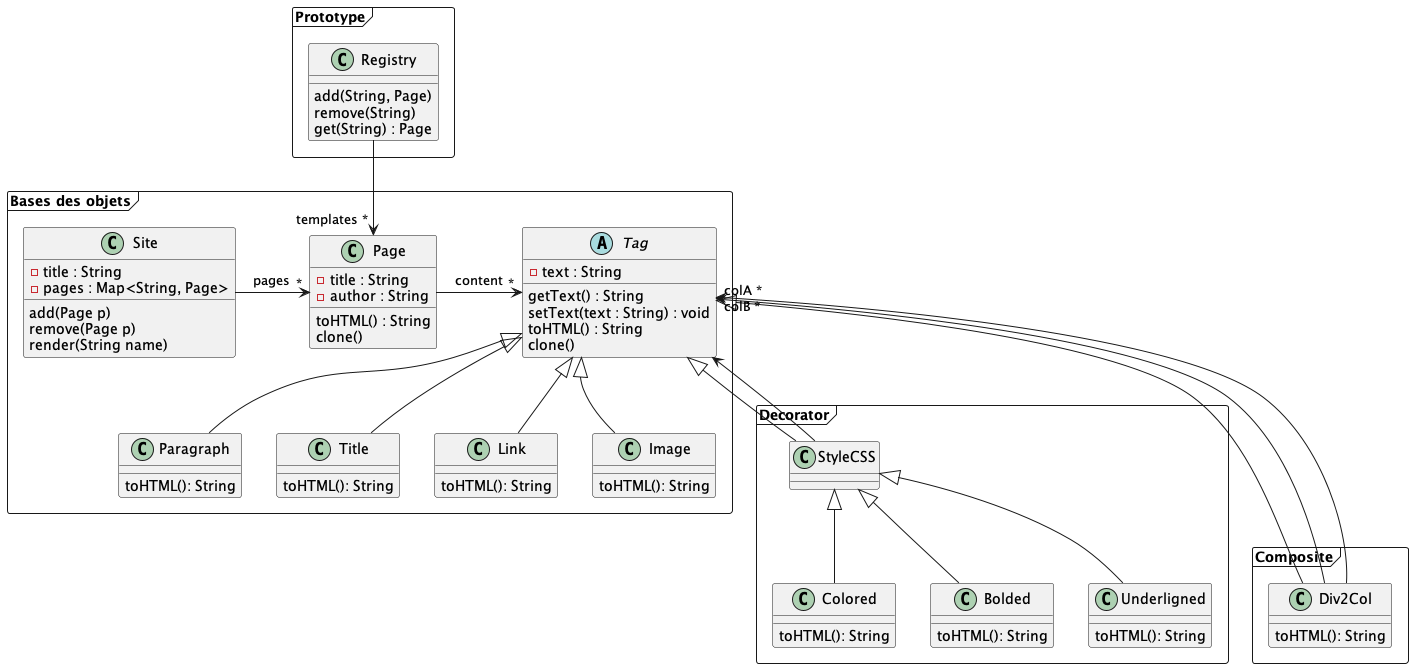 Prototype
C Registry
add(String, Page)
remove(String)
get(String) : Page
Bases des objets
templates *
C Site
title : String
pages : Map<String, Page>
add(Page p)
remove(Page p)
render(String name)
pages *
C Page
title : String
author : String
toHTML() : String
clone()
content *
A Tag
text : String
getText() : String
setText(text : String) : void
toHTML() : String
clone()
colA *
colB *
C Paragraph
toHTML(): String
C Title
toHTML(): String
C Link
toHTML(): String
C Image
toHTML(): String
Decorator
C StyleCSS
C Colored
toHTML(): String
C Bolded
toHTML(): String
C Underligned
toHTML(): String
Composite
C Div2Col
toHTML(): String